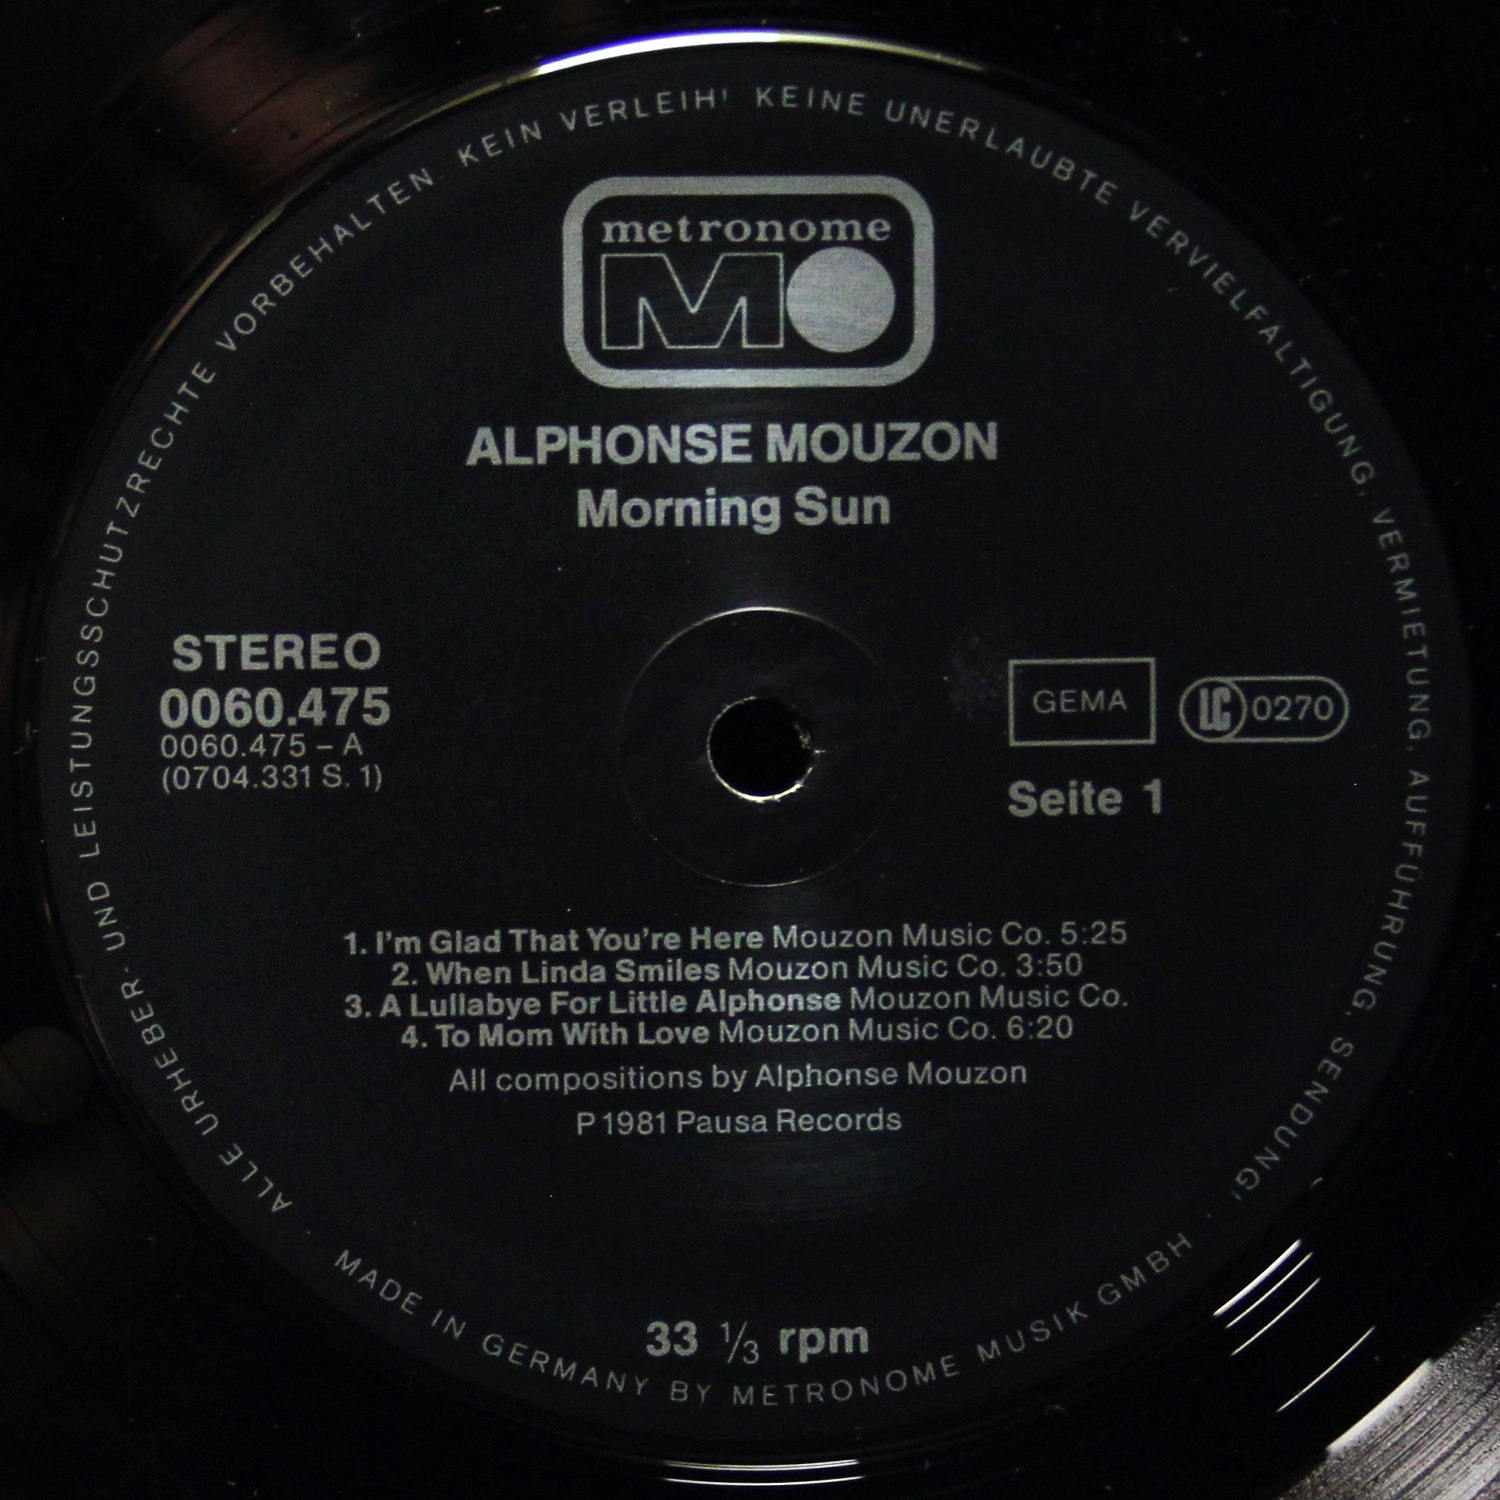 ALLE URHEBER- UND LEISTUNGSSCHUTZRECHTE VORBEHALTEN. KEIN VERLEIH! KEINE UNERLAUBTE VERVIELFÄLTIGUNG, VERMIETUNG, AUFFÜHRUNG, SENDUNG!
metronome
MO
ALPHONSE MOUZON
Morning Sun
STEREO
0060.475
0060.475 – A
(0704.331 S. 1)
GEMA
LC 0270
Seite 1
1. I'm Glad That You're Here Mouzon Music Co. 5:25
2. When Linda Smiles Mouzon Music Co. 3:50
3. A Lullabye For Little Alphonse Mouzon Music Co.
4. To Mom With Love Mouzon Music Co. 6:20
All compositions by Alphonse Mouzon
P 1981 Pausa Records
33 1/3 rpm
MADE IN GERMANY BY METRONOME MUSIK GMBH